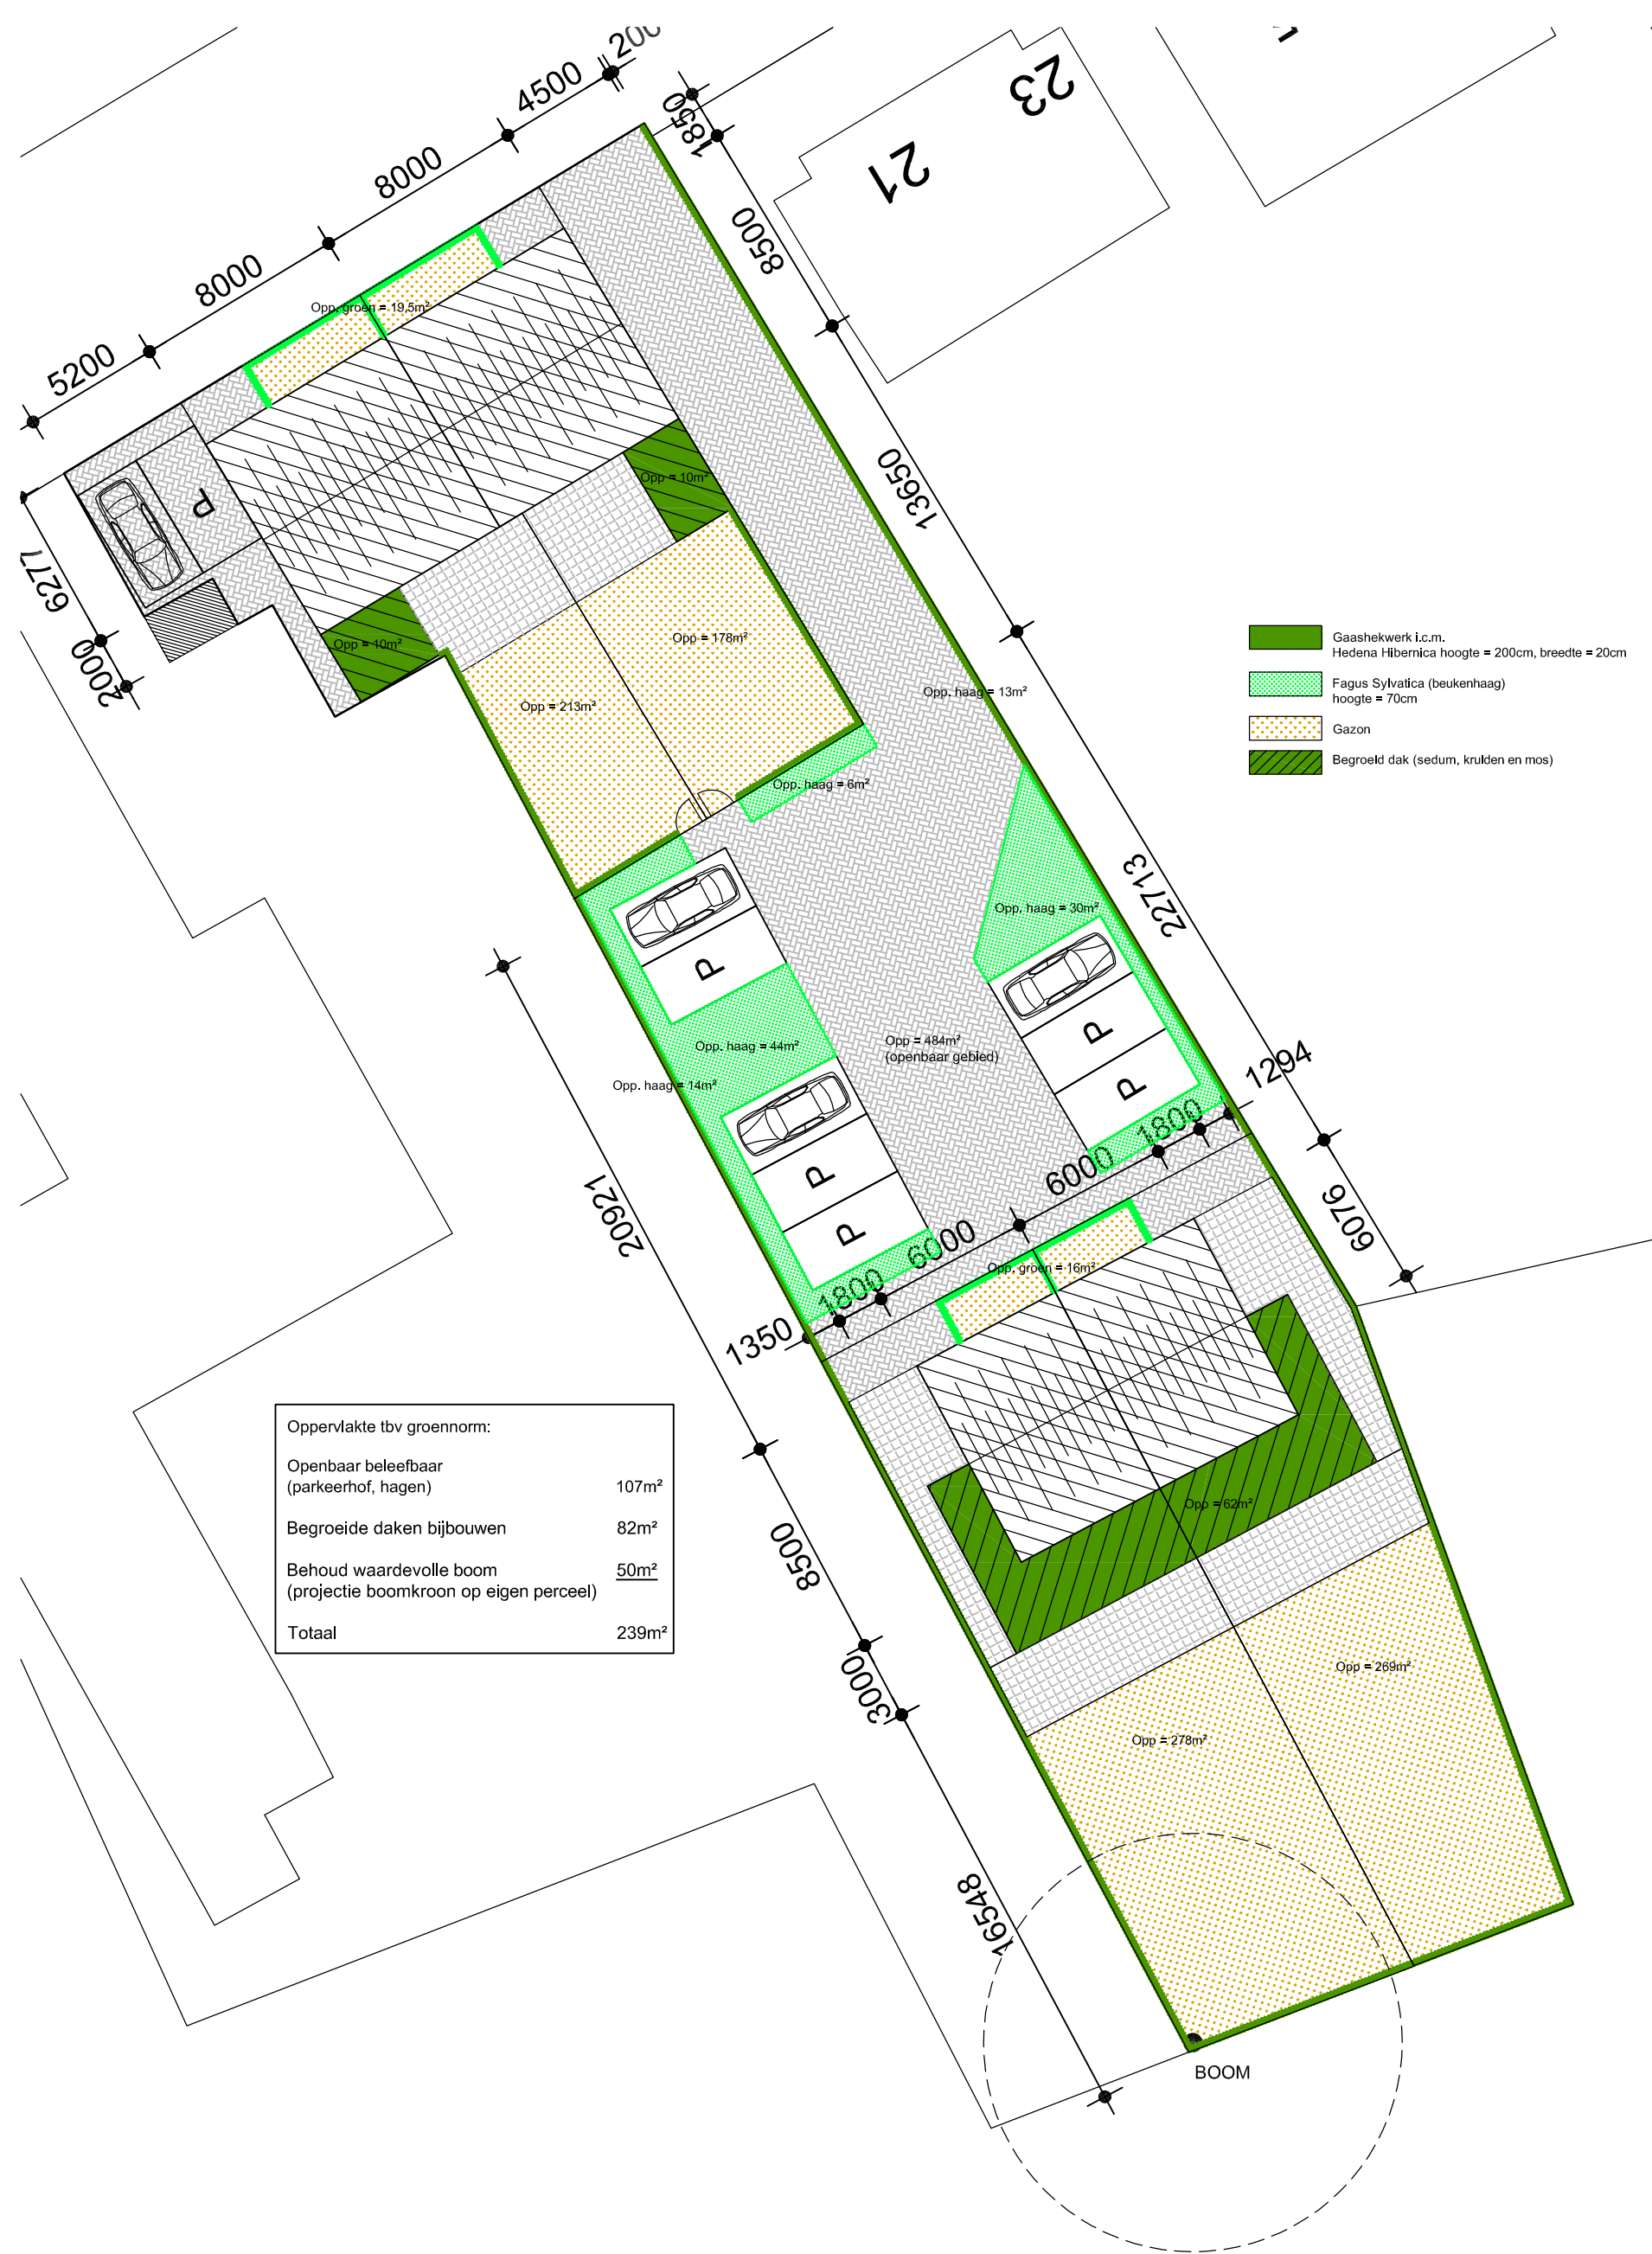 200
4500
1850
23
8000
21
8500
8000
Opp. groen = 19,5m²
5200
13650
Opp = 10m²
P
6277
Gaashekwerk i.c.m.
Hedena Hibernica hoogte = 200cm, breedte = 20cm
Opp = 178m²
Opp = 10m²
2000
Fagus Sylvatica (beukenhaag)
hoogte = 70cm
Opp. haag = 13m²
Opp = 213m²
Gazon
Begroeid dak (sedum, krulden en mos)
Opp. haag = 6m²
22713
Opp. haag = 30m²
P
P
Opp = 484m²
(openbaar gebied)
Opp. haag = 44m²
Opp. haag = 14m²
1294
P
1800
P
6000
20921
6076
P
6000
Opp. groen = 16m²
1800
1350
Oppervlakte tbv groennorm:
Openbaar beleefbaar
(parkeerhof, hagen) 107m²
Begroeide daken bijbouwen 82m²
Behoud waardevolle boom 50m²
(projectie boomkroon op eigen perceel)
Totaal 239m²
Opp = 62m²
8500
Opp = 269m²
3000
Opp = 278m²
16548
BOOM